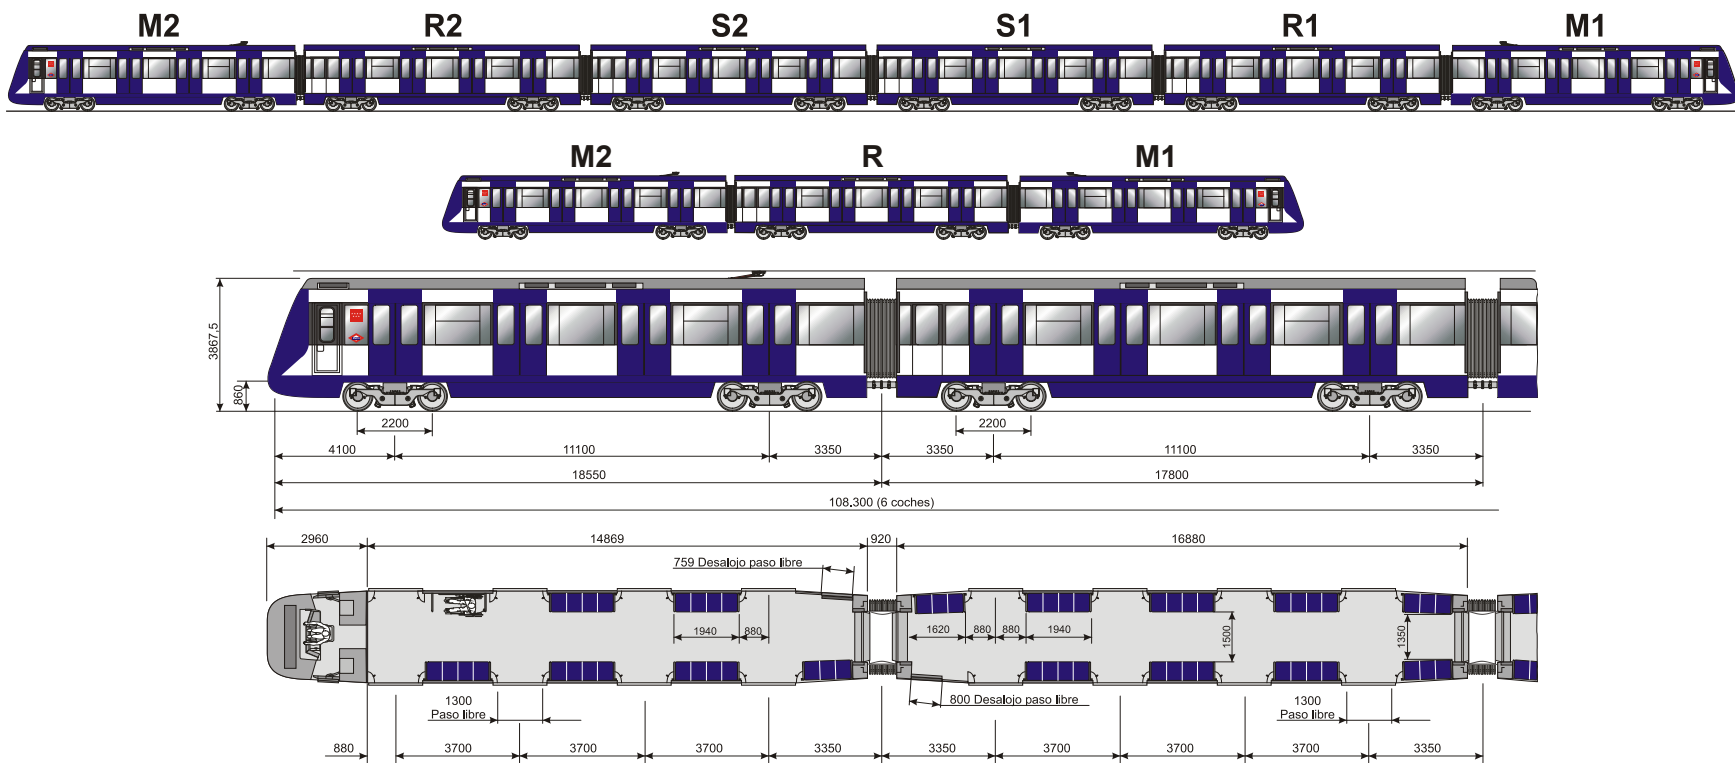 M2 R2 S2 S1 R1 M1
M2 R M1
3867,5
860
2200 2200
4100 11100 3350 3350 11100 3350
18550 17800
108.300 (6 coches)
2960 14869 920 16880
759 Desalojo paso libre
1940 880 1620 880 880 1940 1500 1350
1300 800 Desalojo paso libre 1300
Paso libre Paso libre
880 3700 3700 3700 3350 3350 3700 3700 3700 3350